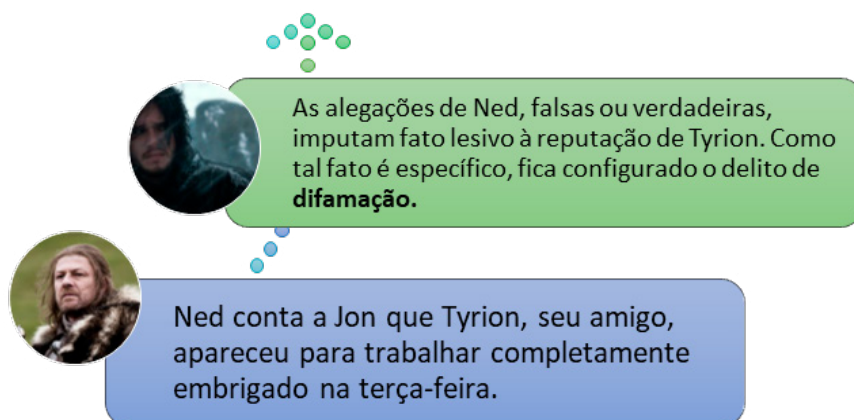 As alegações de Ned, falsas ou verdadeiras,
imputam fato lesivo à reputação de Tyrion. Como
tal fato é específico, fica configurado o delito de
difamação.
Ned conta a Jon que Tyrion, seu amigo,
apareceu para trabalhar completamente
embrigado na terça-feira.